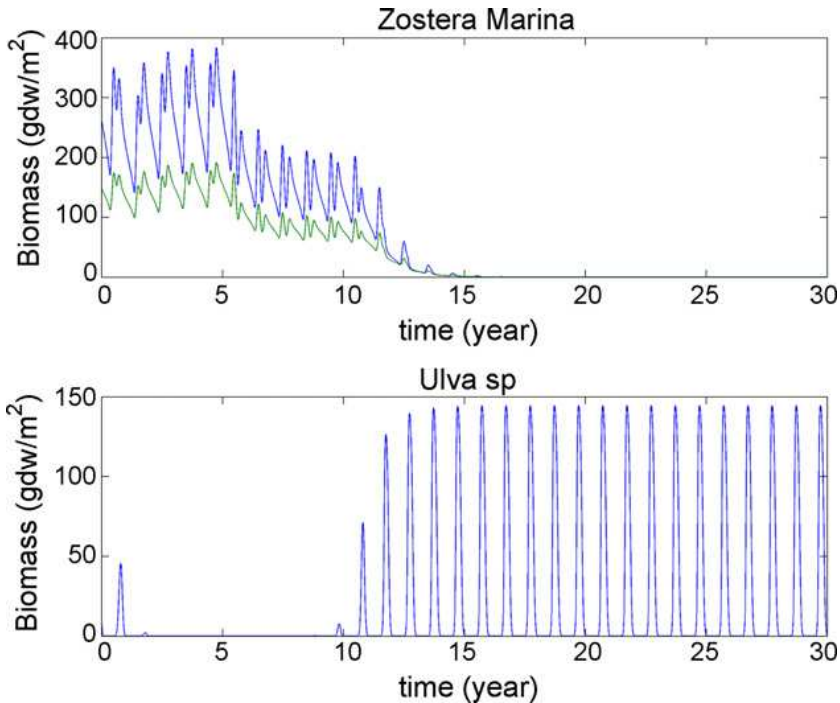 Zostera Marina
400
300
200
100
0
Biomass (gdw/m²)
0 5 10 15 20 25 30
time (year)
Ulva sp
150
100
50
0
Biomass (gdw/m²)
0 5 10 15 20 25 30
time (year)